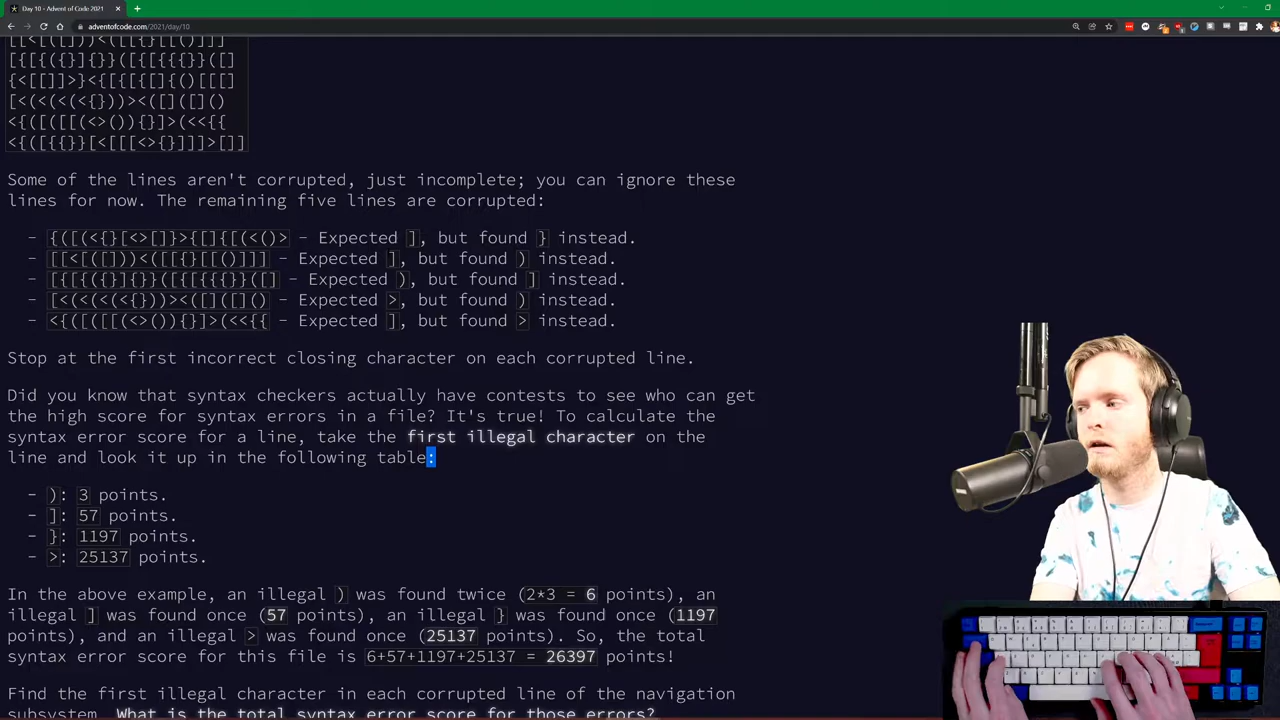 Day 10 - Advent of Code 2021
adventofcode.com/2021/day/10
[[<[([]))<([[{}[[()]]]
[{[{({}]{}}([{[{{{}}([]
{<[[]]>}<{[{[{[]{()[[[]
[<(<(<(<{}))><([]([]()
<{([([[(<>()){}]>(<<{{
<{([{{}}[<[[[<>{}]]]>[]]
Some of the lines aren't corrupted, just incomplete; you can ignore these
lines for now. The remaining five lines are corrupted:
- {([(<{}[<>[]}>{[]{[(<()> - Expected ], but found } instead.
- [[<[([]))<([[{}[[()]]] - Expected ], but found ) instead.
- [{[{({}]{}}([{[{{{}}([] - Expected ), but found ] instead.
- [<(<(<(<{}))><([]([]() - Expected >, but found ) instead.
- <{([([[(<>()){}]>(<<{{ - Expected ], but found > instead.
Stop at the first incorrect closing character on each corrupted line.
Did you know that syntax checkers actually have contests to see who can get
the high score for syntax errors in a file? It's true! To calculate the
syntax error score for a line, take the first illegal character on the
line and look it up in the following table:
- ): 3 points.
- ]: 57 points.
- }: 1197 points.
- >: 25137 points.
In the above example, an illegal ) was found twice (2*3 = 6 points), an
illegal ] was found once (57 points), an illegal } was found once (1197
points), and an illegal > was found once (25137 points). So, the total
syntax error score for this file is 6+57+1197+25137 = 26397 points!
Find the first illegal character in each corrupted line of the navigation
subsystem. What is the total syntax error score for those errors?